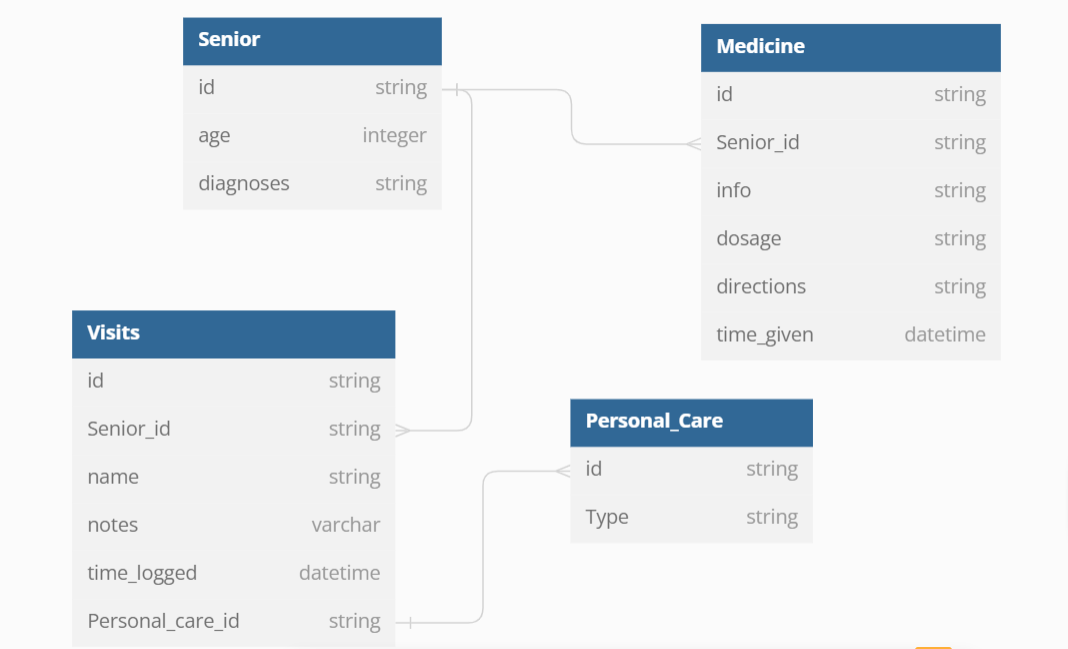 Senior
id string
age integer
diagnoses string
Medicine
id string
Senior_id string
info string
dosage string
directions string
time_given datetime
Visits
id string
Senior_id string
name string
notes varchar
time_logged datetime
Personal_care_id string
Personal_Care
id string
Type string